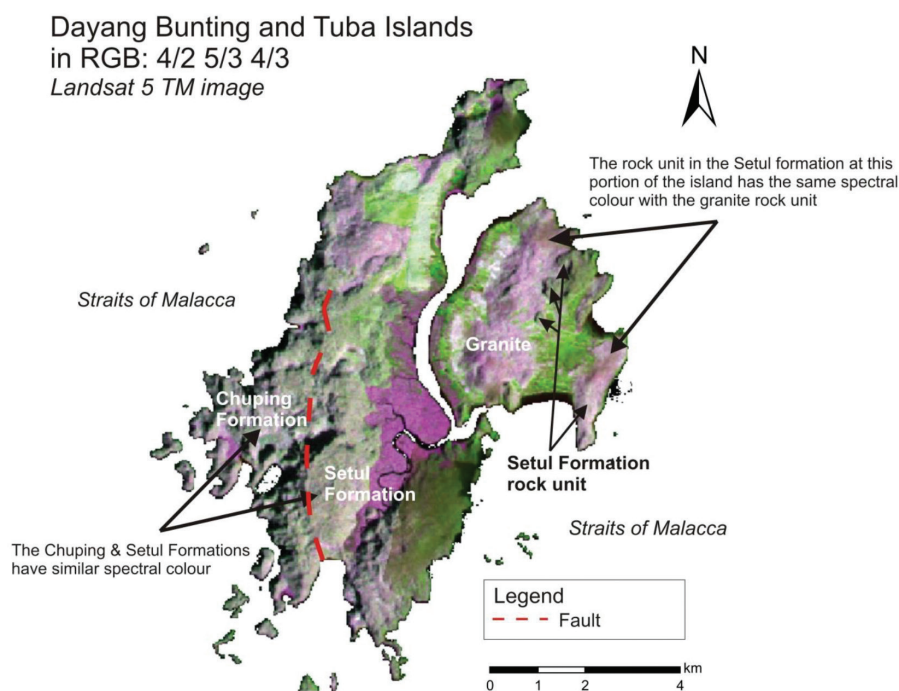 Dayang Bunting and Tuba Islands
in RGB: 4/2 5/3 4/3
Landsat 5 TM image
N
The rock unit in the Setul formation at this
portion of the island has the same spectral
colour with the granite rock unit
Straits of Malacca
Granite
Chuping
Formation
Setul
Formation
Setul Formation
rock unit
Straits of Malacca
The Chuping & Setul Formations
have similar spectral colour
Legend
Fault
km
0 1 2 4